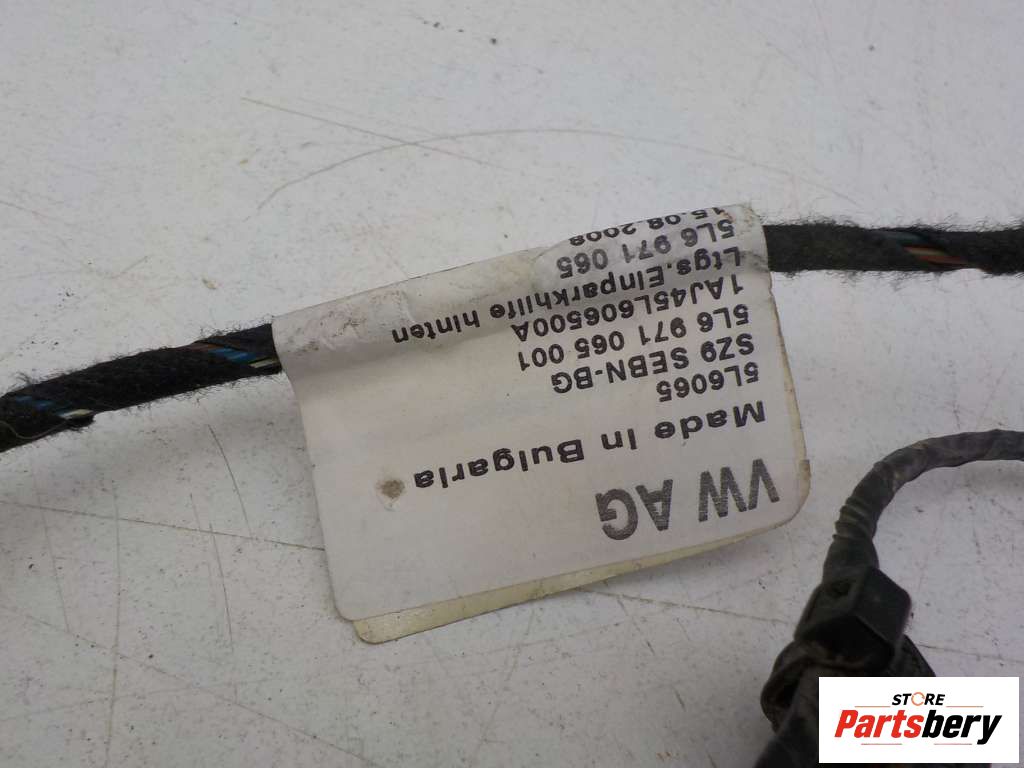 VW AG
Made in Bulgaria
5L6065
SZ9 SEBN-BG
5L6 971 065 001
1AJ45L606500A
Ltgs.Einparkhilfe hinten
5L6 971 065
15.08.2008
STORE
Partsbery